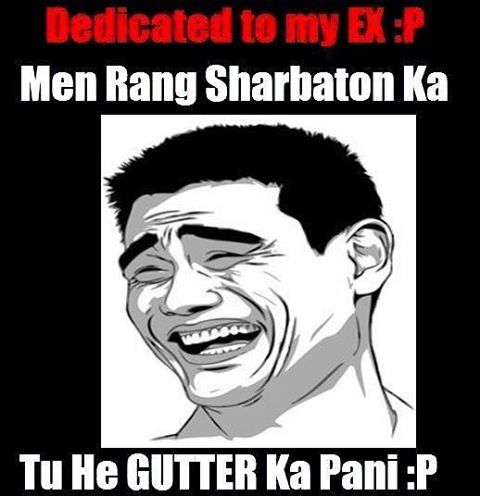 Dedicated to my EX :P
Men Rang Sharbaton Ka
Tu He GUTTER Ka Pani :P